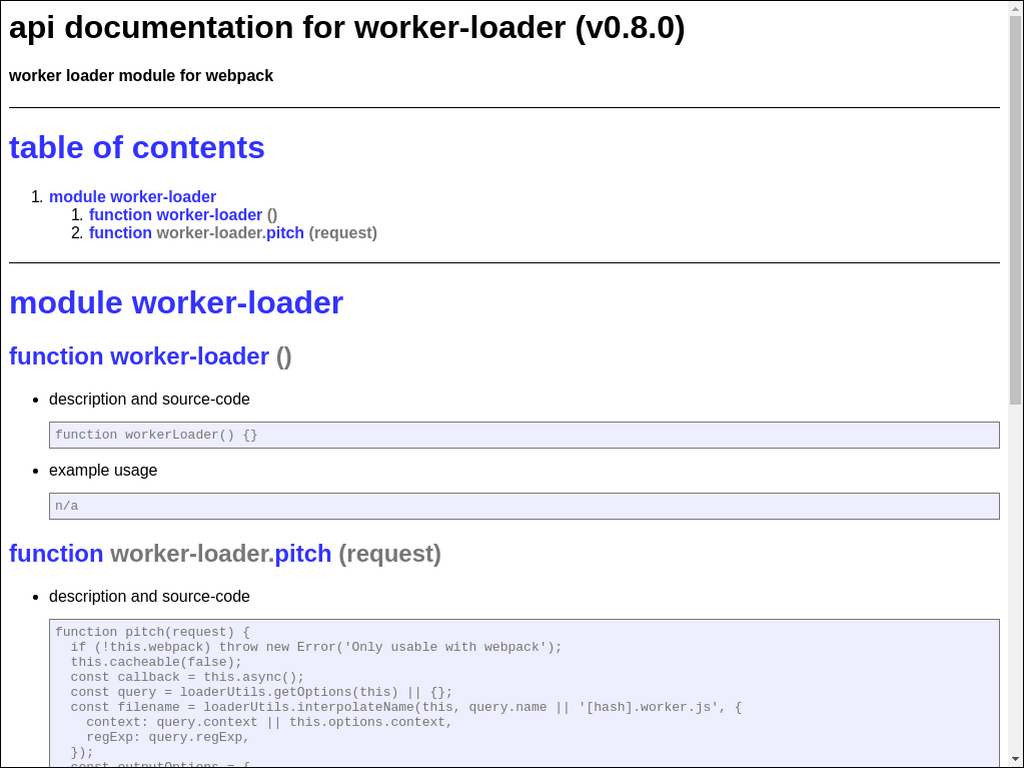 api documentation for worker-loader (v0.8.0)
worker loader module for webpack
table of contents
1. module worker-loader
1. function worker-loader ()
2. function worker-loader.pitch (request)
module worker-loader
function worker-loader ()
• description and source-code
function workerLoader() {}
• example usage
n/a
function worker-loader.pitch (request)
• description and source-code
function pitch(request) {
  if (!this.webpack) throw new Error('Only usable with webpack');
  this.cacheable(false);
  const callback = this.async();
  const query = loaderUtils.getOptions(this) || {};
  const filename = loaderUtils.interpolateName(this, query.name || '[hash].worker.js', {
    context: query.context || this.options.context,
    regExp: query.regExp,
  });
  const outputOptions = {